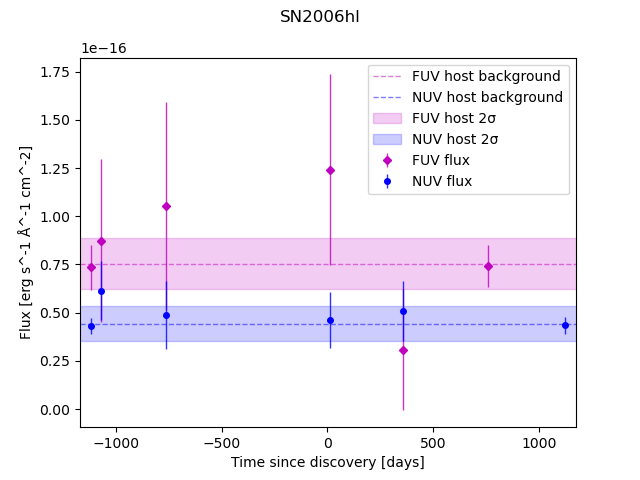 SN2006hl
1e−16
FUV host background
NUV host background
FUV host 2σ
NUV host 2σ
FUV flux
NUV flux
1.75
1.50
1.25
1.00
0.75
0.50
0.25
0.00
Flux [erg s^-1 Å^-1 cm^-2]
−1000
−500
0
500
1000
Time since discovery [days]